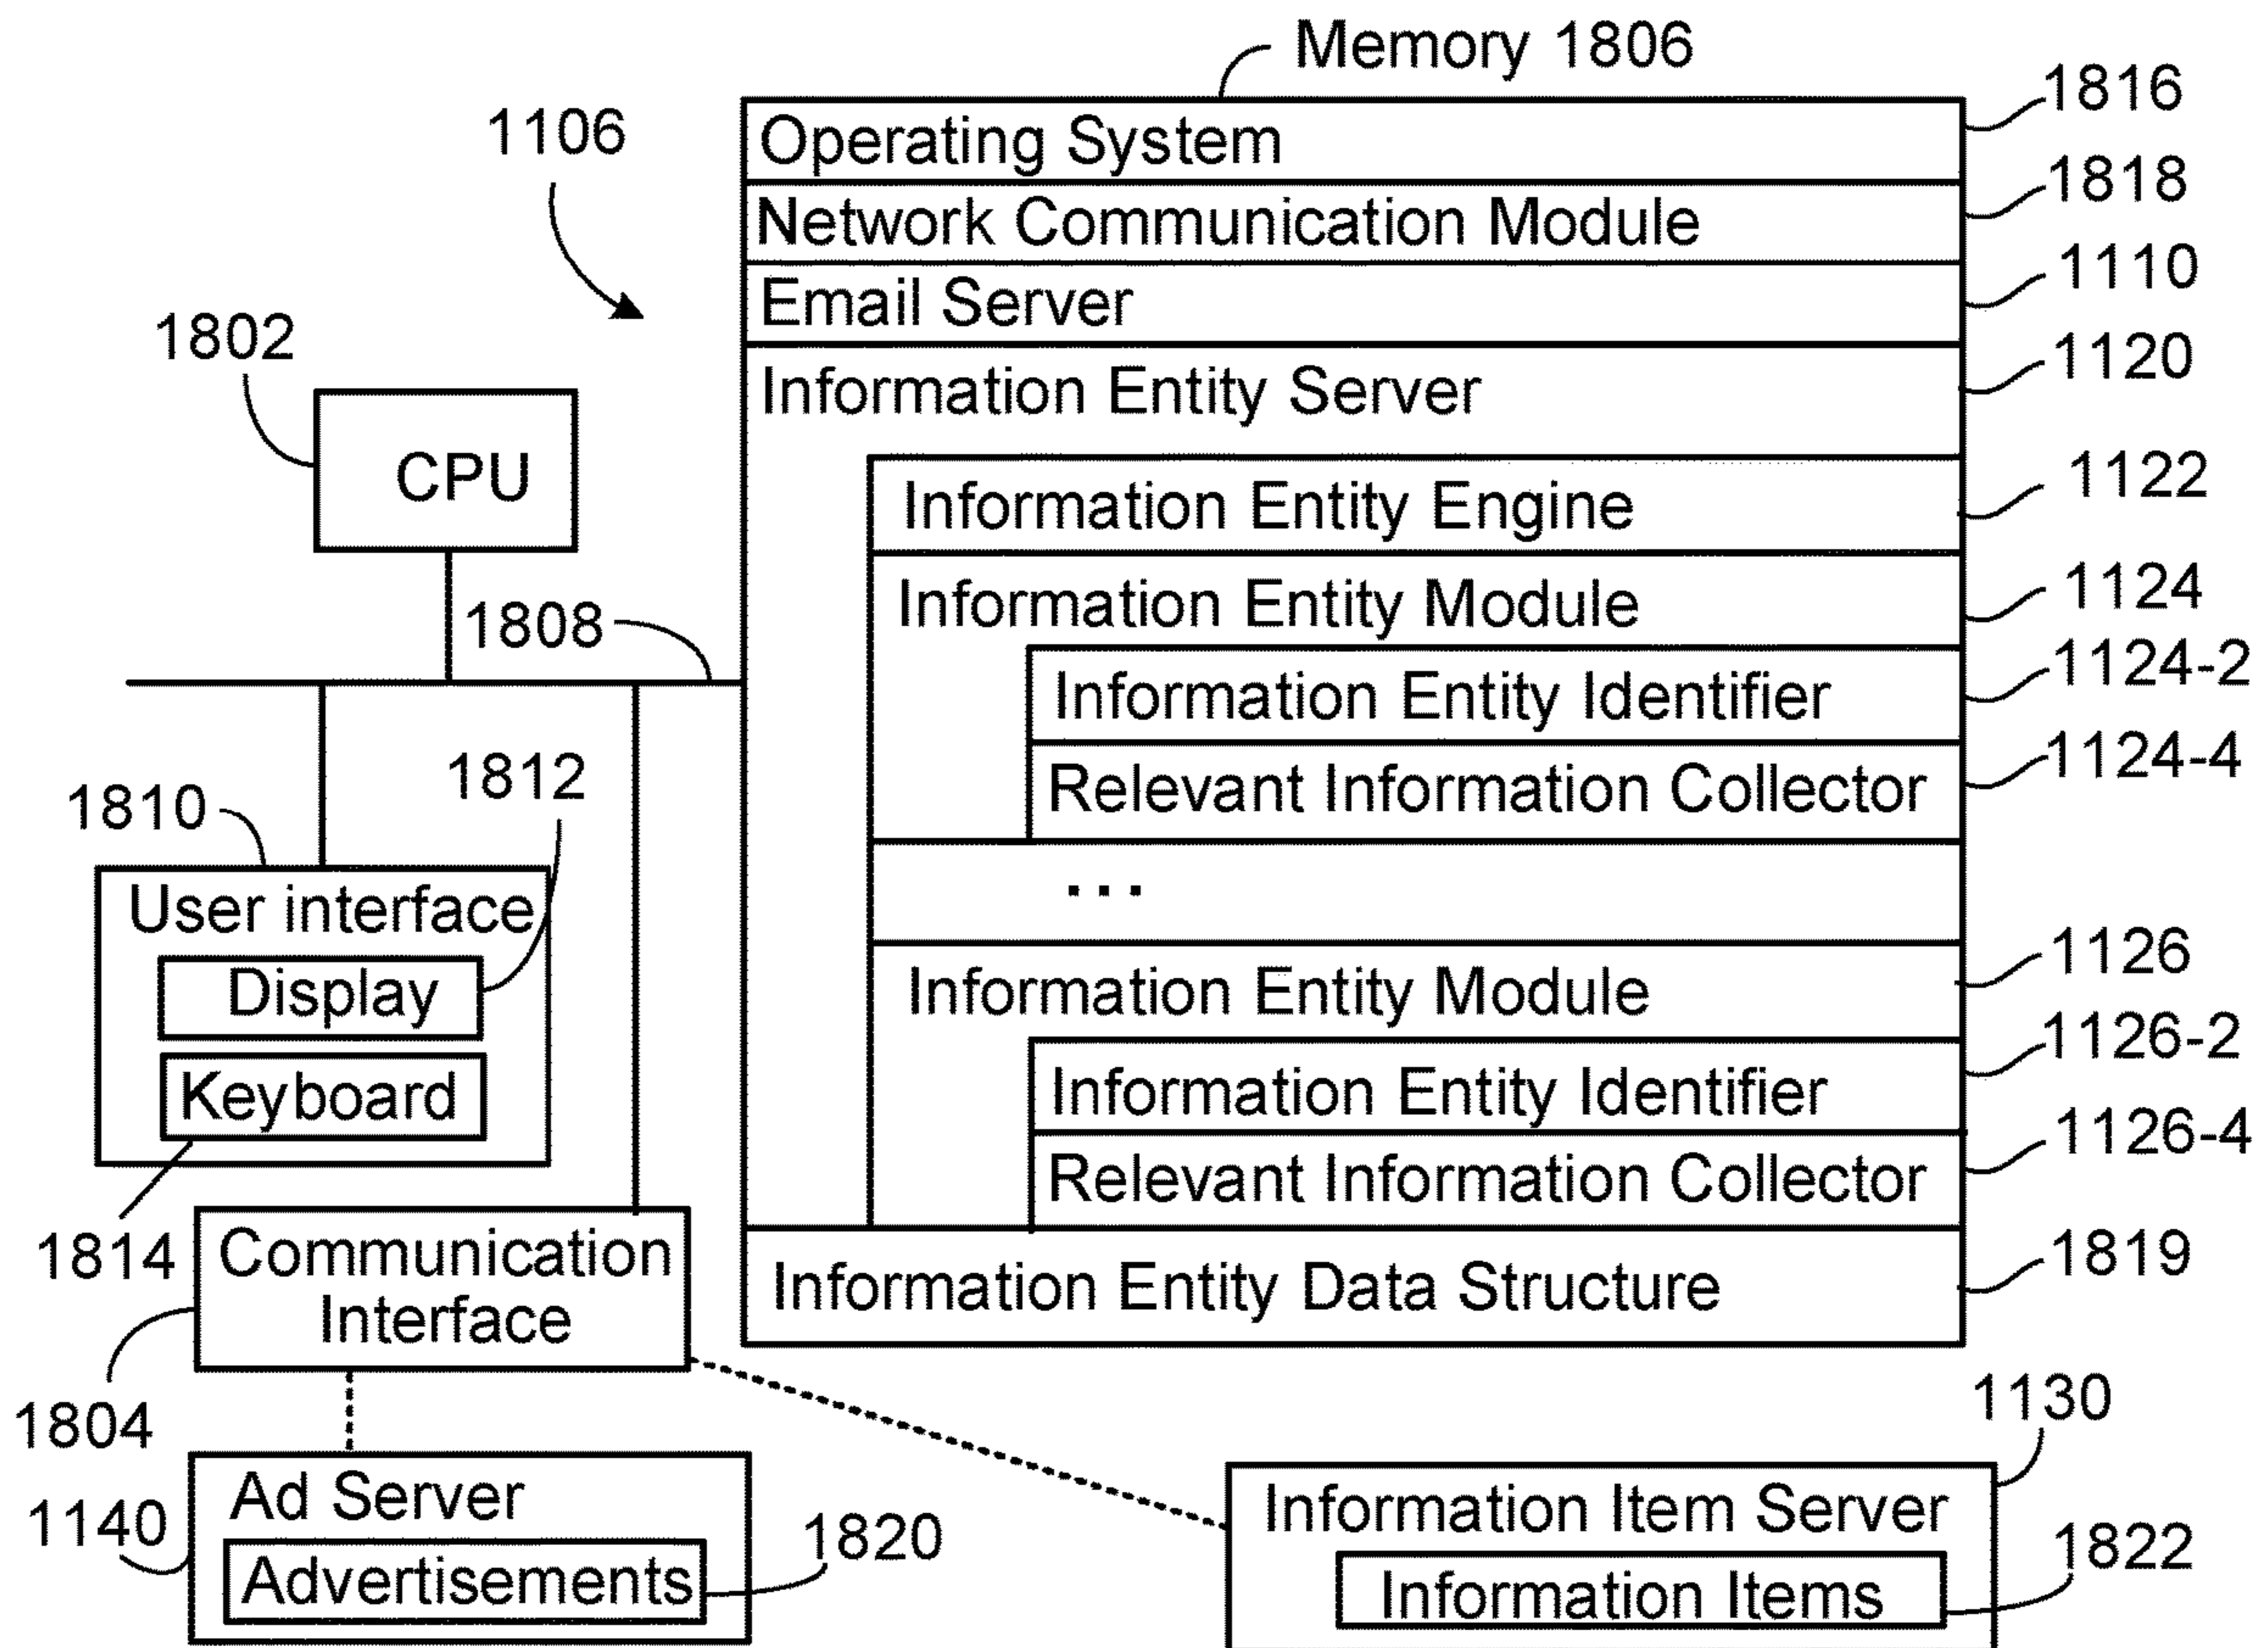 Memory 1806
1106
Operating System
1816
Network Communication Module
1818
Email Server
1110
Information Entity Server
1120
1802
CPU
Information Entity Engine
1122
Information Entity Module
1124
1808
Information Entity Identifier
1124-2
Relevant Information Collector
1124-4
1812
1810
User interface
Display
Keyboard
1814
...
Information Entity Module
1126
Information Entity Identifier
1126-2
Relevant Information Collector
1126-4
Information Entity Data Structure
1819
Communication
Interface
1804
Ad Server
1140
Advertisements
1820
1130
Information Item Server
Information Items
1822